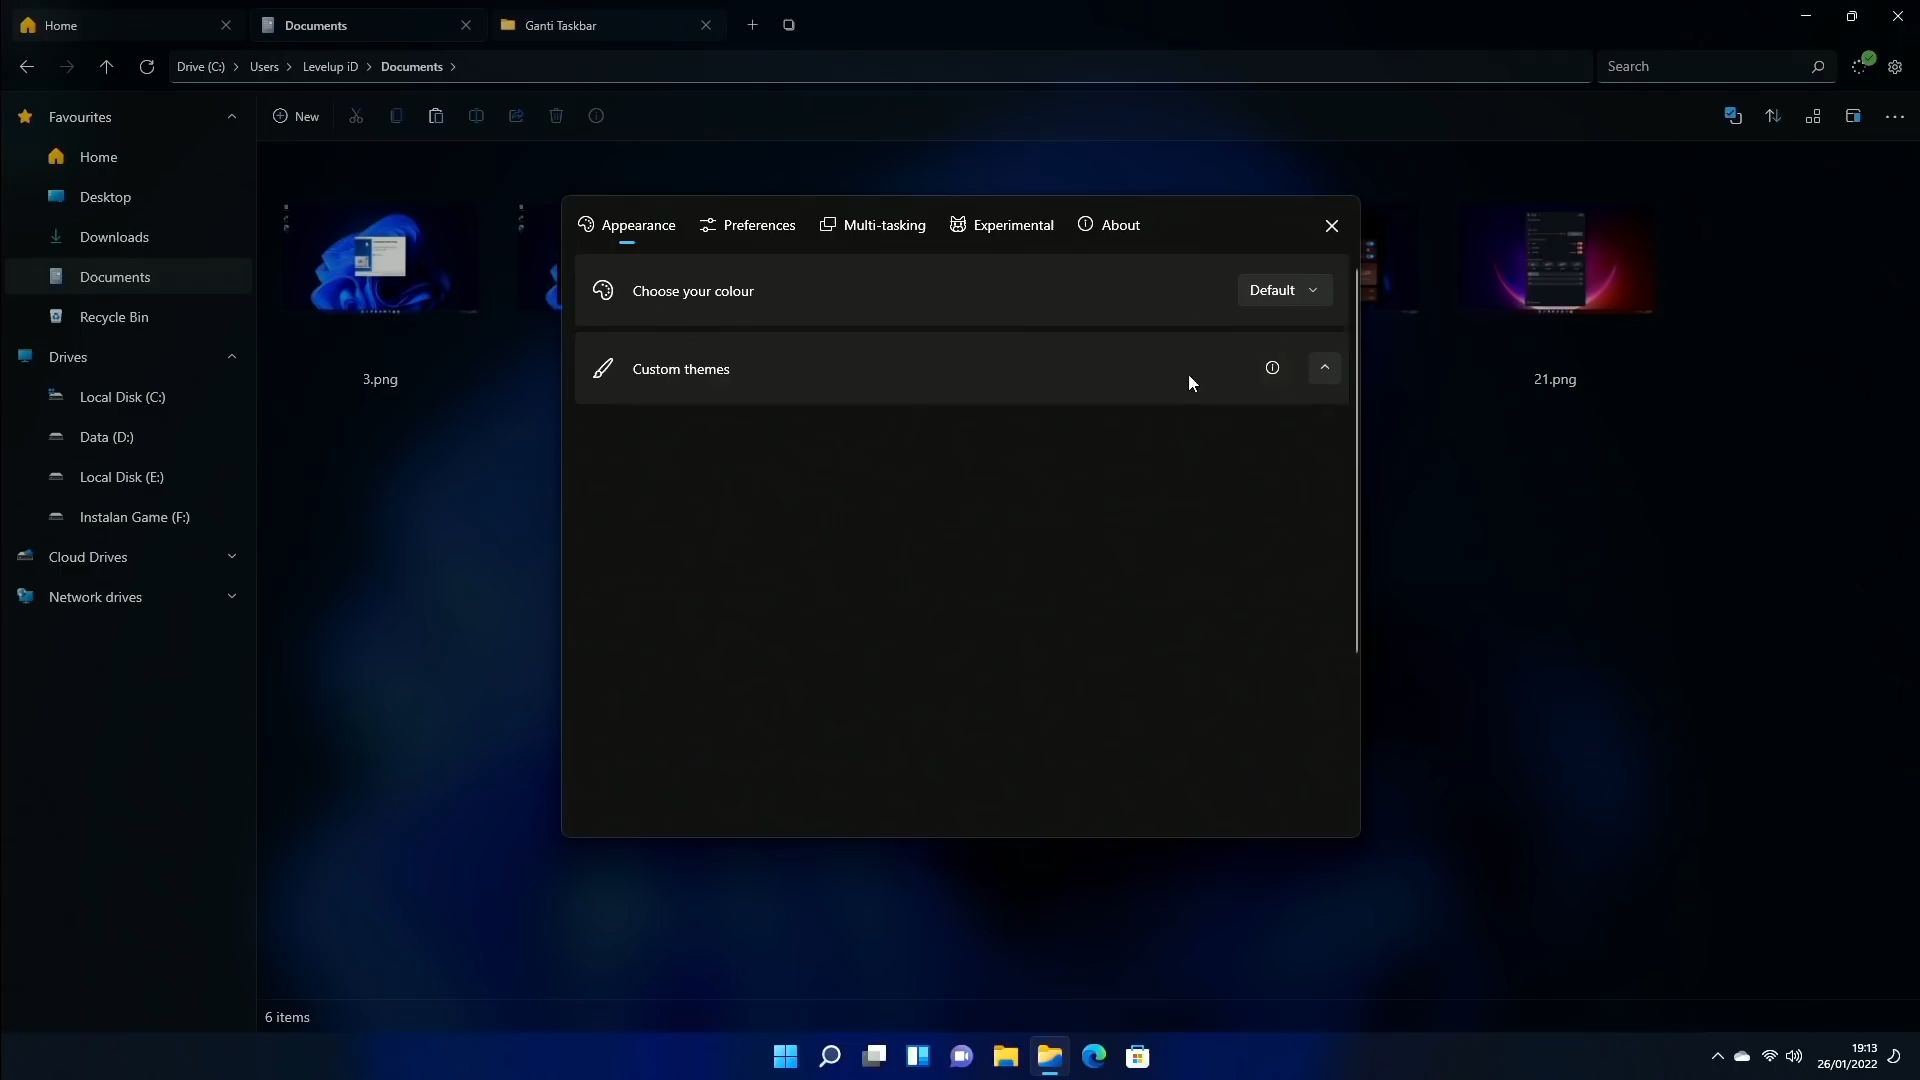 Home
Documents
Ganti Taskbar
Drive (C:) > Users > Levelup iD > Documents >
Search
Favourites
New
Home
Desktop
Downloads
Documents
Recycle Bin
Drives
Local Disk (C:)
Data (D:)
Local Disk (E:)
Instalan Game (F:)
Cloud Drives
Network drives
Appearance
Preferences
Multi-tasking
Experimental
About
Choose your colour
Default
Custom themes
3.png
21.png
6 items
19:13
26/01/2022